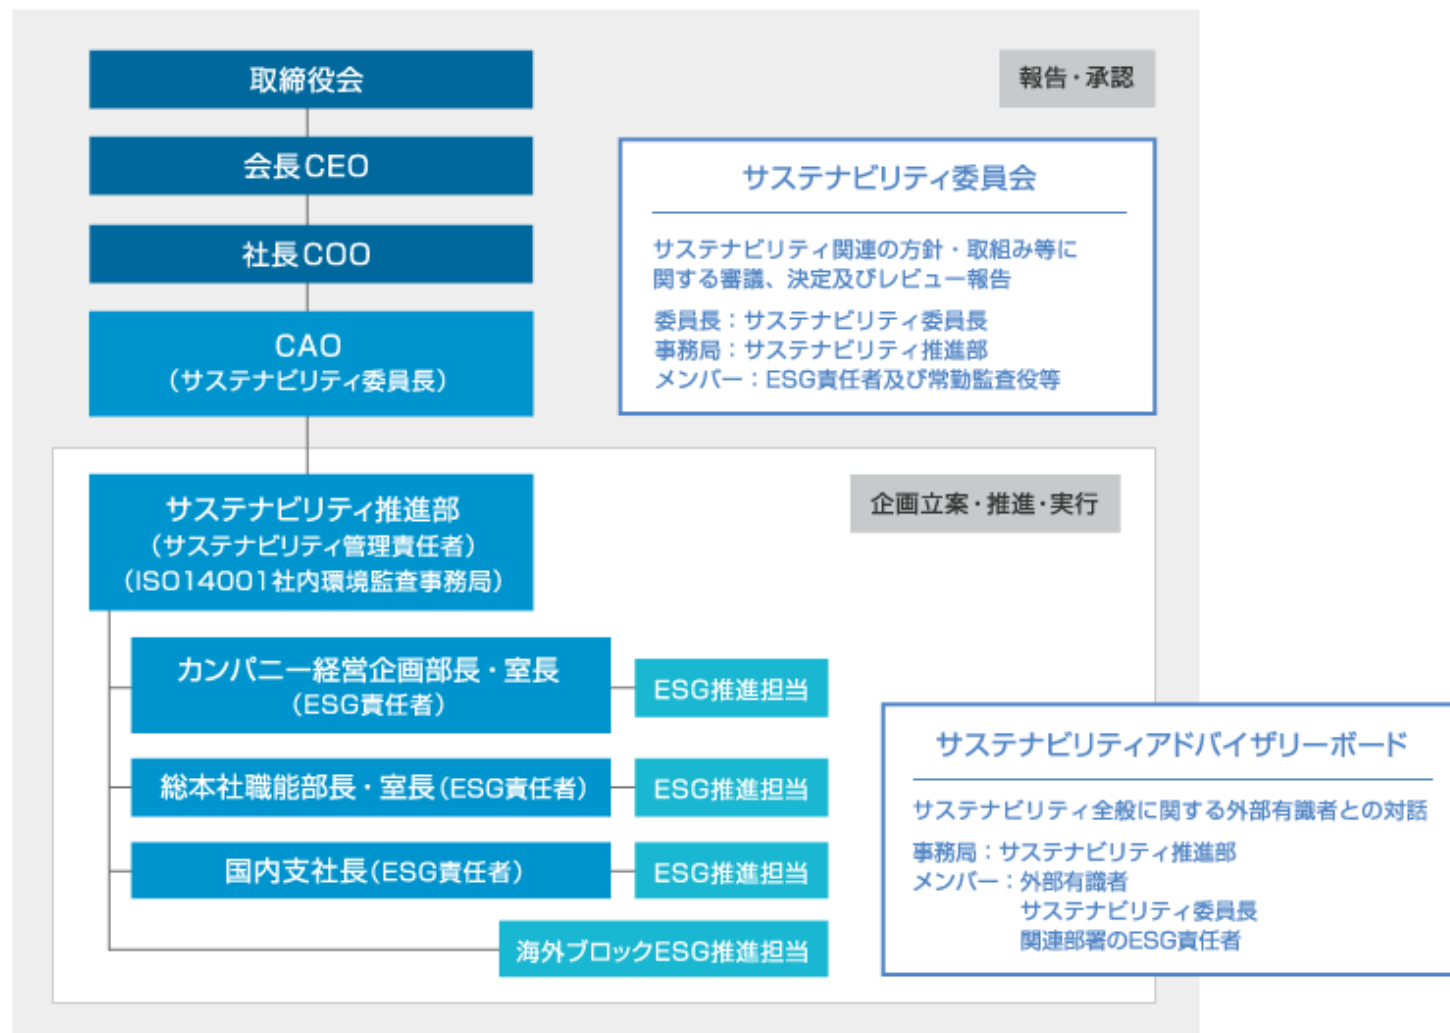 取締役会
会長CEO
社長COO
CAO
（サステナビリティ委員長）
報告・承認
サステナビリティ委員会
サステナビリティ関連の方針・取組み等に
関する審議、決定及びレビュー報告
委員長：サステナビリティ委員長
事務局：サステナビリティ推進部
メンバー：ESG責任者及び常勤監査役等
サステナビリティ推進部
（サステナビリティ管理責任者）
（ISO14001社内環境監査事務局）
企画立案・推進・実行
カンパニー経営企画部長・室長
（ESG責任者）
ESG推進担当
総本社職能部長・室長（ESG責任者）
ESG推進担当
国内支社長（ESG責任者）
ESG推進担当
海外ブロックESG推進担当
サステナビリティアドバイザリーボード
サステナビリティ全般に関する外部有識者との対話
事務局：サステナビリティ推進部
メンバー：外部有識者
サステナビリティ委員長
関連部署のESG責任者